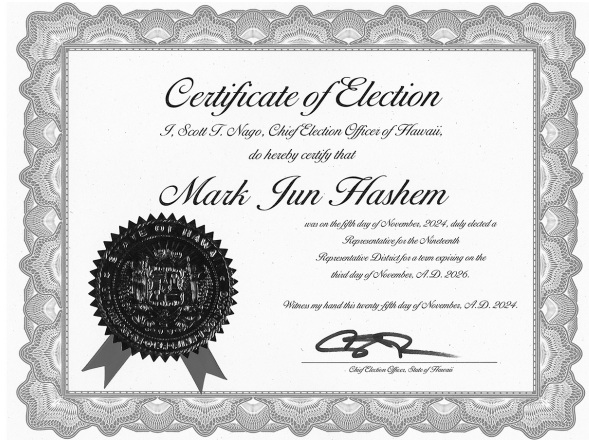 Certificate of Election
I, Scott T. Nago, Chief Election Officer of Hawaii,
do hereby certify that
Mark Jun Hashem
was on the fifth day of November, 2024, duly elected a
Representative for the Nineteenth
Representative District for a term expiring on the
third day of November, A.D. 2026.
Witness my hand this twenty-fifth day of November, A.D. 2024.
Chief Election Officer, State of Hawaii
STATE OF HAWAII